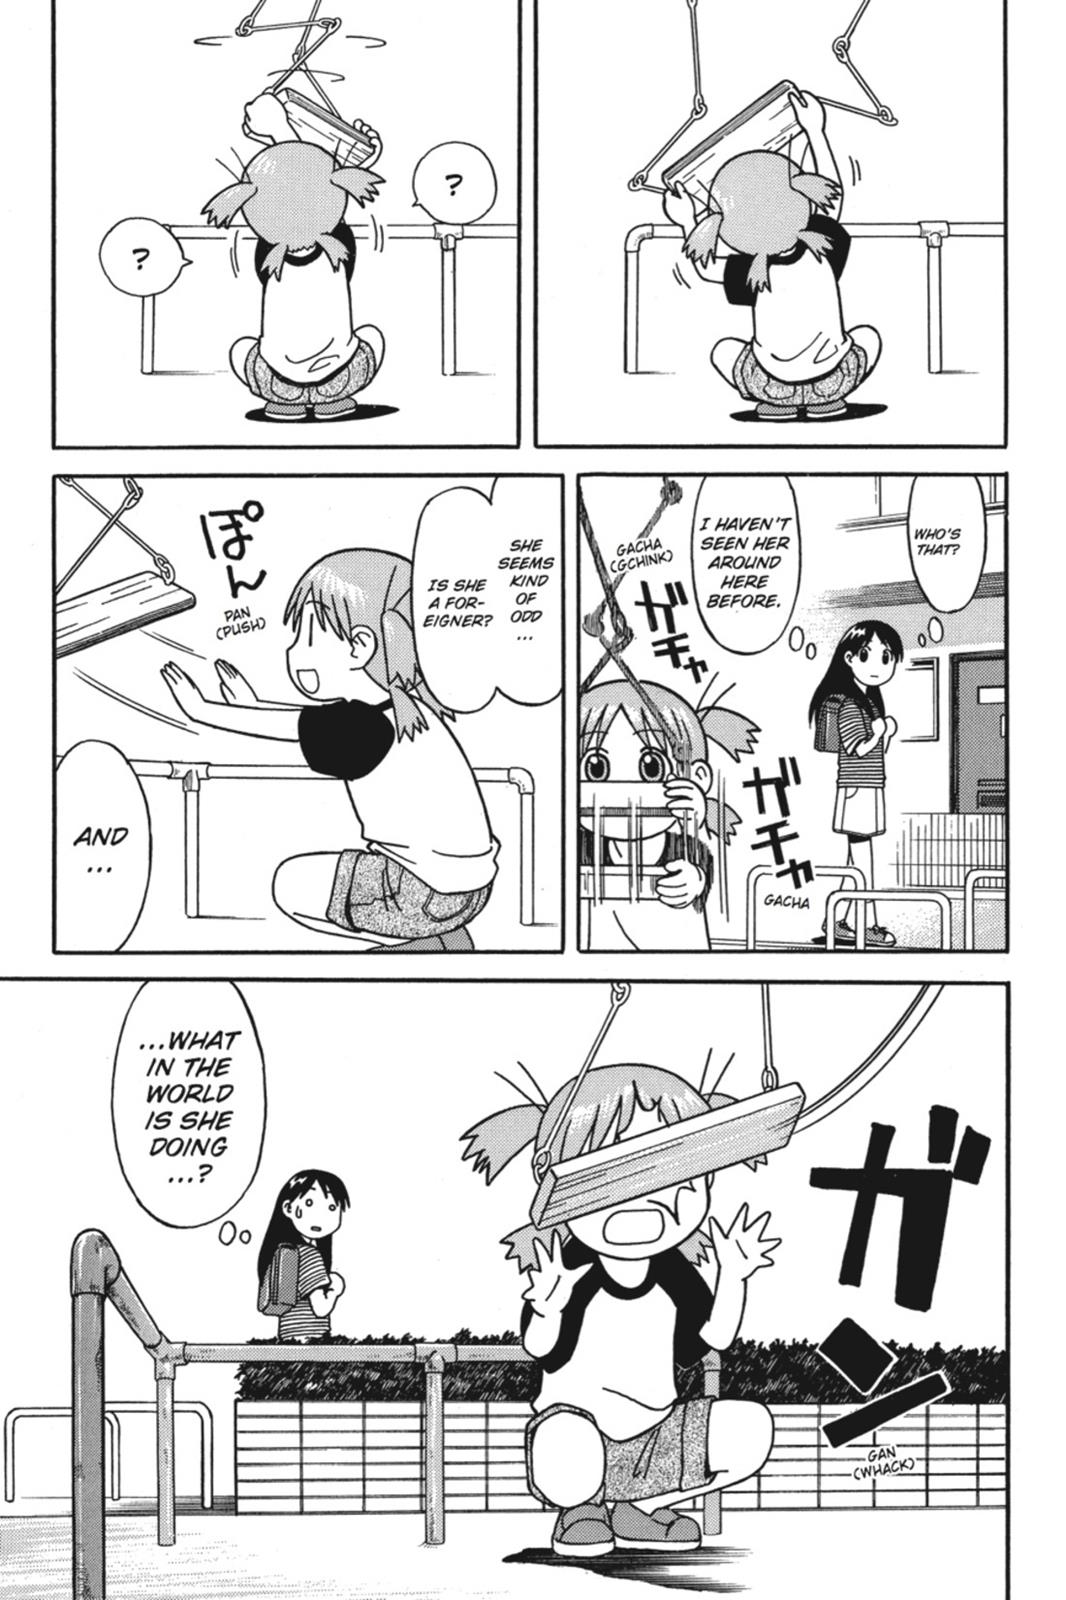 ?
?
WHO'S
THAT?
I HAVEN'T
SEEN HER
AROUND
HERE
BEFORE.
GACHA
(GCHINK)
ガチャ
ガチャ
GACHA
SHE
SEEMS
KIND
OF
ODD
...
IS SHE
A FOR-
EIGNER?
ぽん
PAN
(PUSH)
AND
...
...WHAT
IN THE
WORLD
IS SHE
DOING
...?
ガン
GAN
(WHACK)